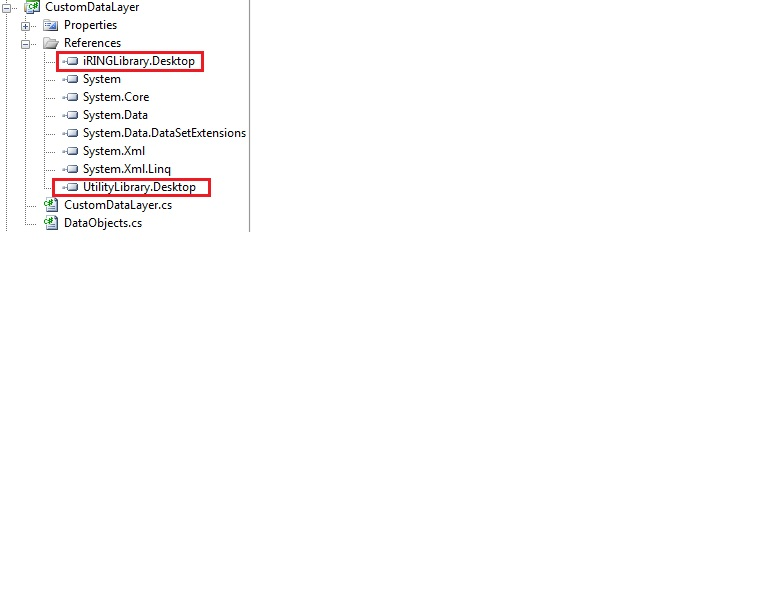 CustomDataLayer
Properties
References
iRINGLibrary.Desktop
System
System.Core
System.Data
System.Data.DataSetExtensions
System.Xml
System.Xml.Linq
UtilityLibrary.Desktop
CustomDataLayer.cs
DataObjects.cs